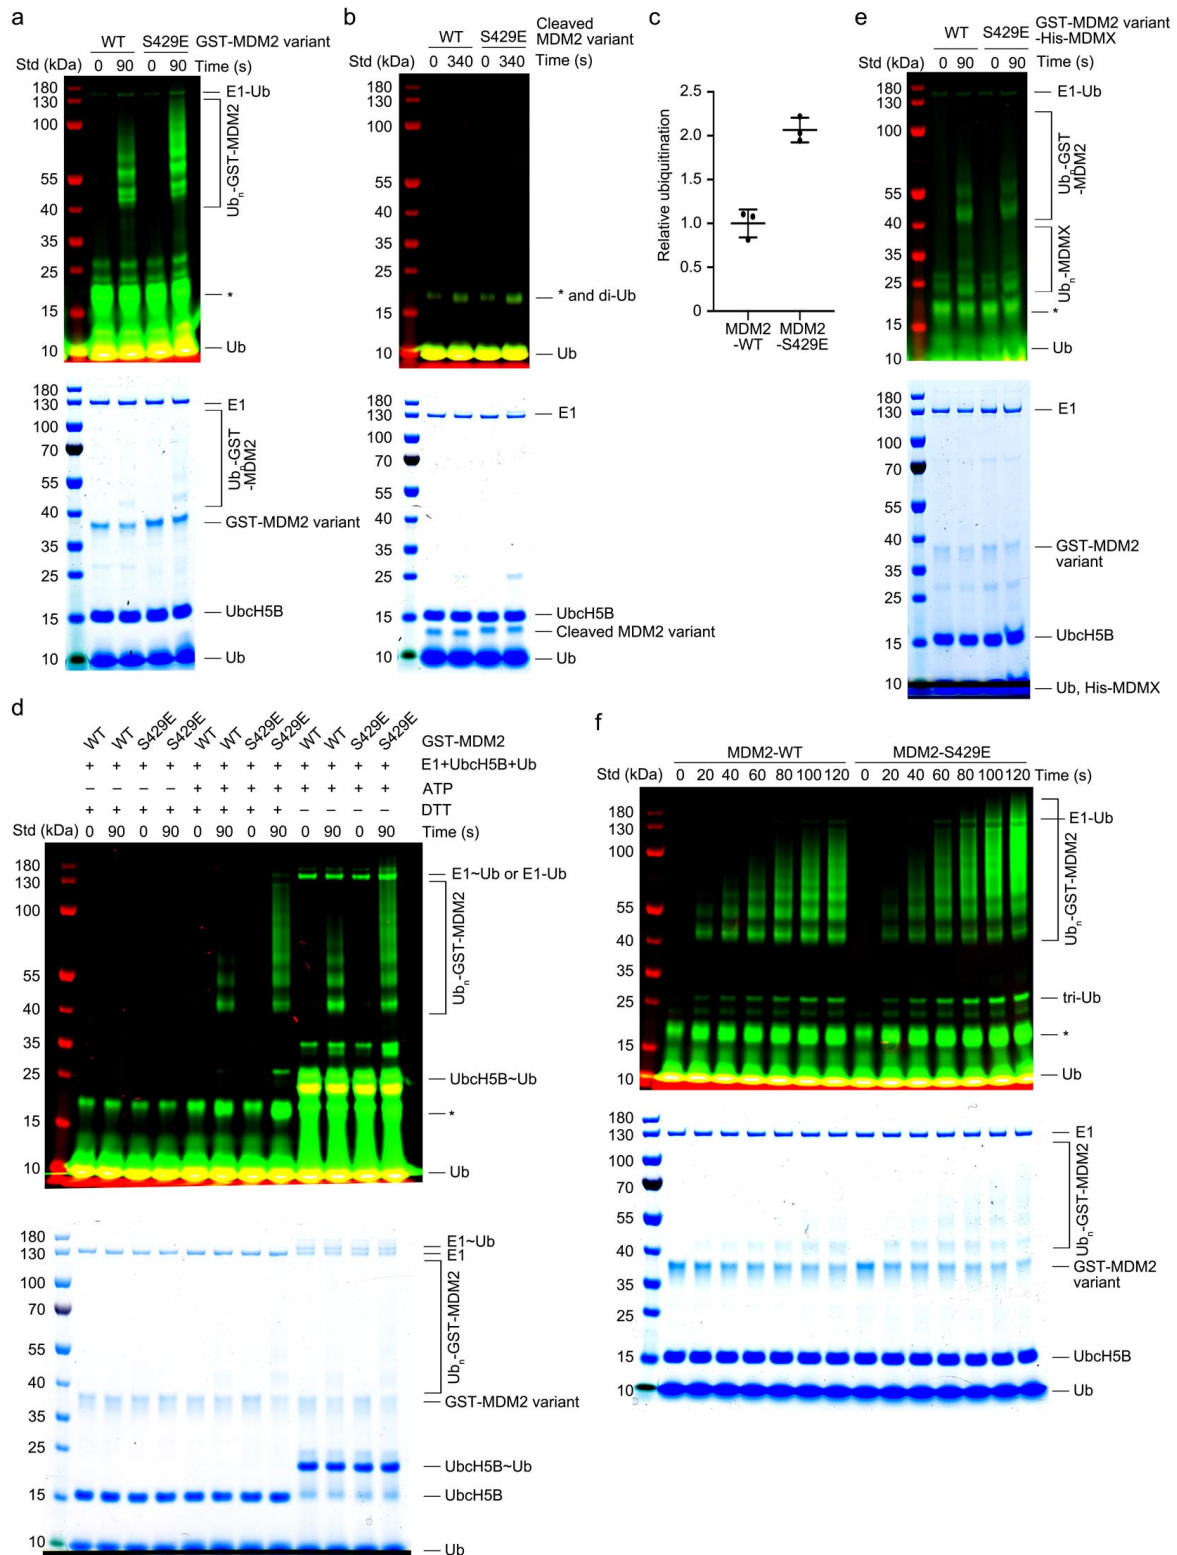 a
WT S429E GST-MDM2 variant
Std (kDa) 0 90 0 90 Time (s)
180
130
100
55
40
35
25
15
10
E1-Ub
Ubn-GST-MDM2
*
Ub
180
130
100
70
55
40
35
25
15
10
E1
Ubn-GST
-MDM2
GST-MDM2 variant
UbcH5B
Ub
b
Cleaved
WT S429E MDM2 variant
Std (kDa) 0 340 0 340 Time (s)
180
130
100
55
40
35
25
15
10
* and di-Ub
Ub
180
130
100
70
55
40
35
25
15
10
E1
UbcH5B
Cleaved MDM2 variant
Ub
c
Relative ubiquitination
2.5
2.0
1.5
1.0
0.5
0
MDM2
-WT
MDM2
-S429E
e
GST-MDM2 variant
-His-MDMX
WT S429E
Std (kDa) 0 90 0 90 Time (s)
180
130
100
55
40
35
25
15
10
E1-Ub
Ubn-GST
-MDM2
Ubn-MDMX
*
Ub
180
130
100
70
55
40
35
25
15
10
E1
GST-MDM2
variant
UbcH5B
Ub, His-MDMX
d
WT WT S429E S429E WT WT S429E S429E WT WT S429E S429E GST-MDM2
+ + + + + + + + + + + + E1+UbcH5B+Ub
– – – – + + + + + + + + ATP
+ + + + + + + + – – – – DTT
Std (kDa) 0 90 0 90 0 90 0 90 0 90 0 90 Time (s)
180
130
100
55
40
35
25
15
10
E1~Ub or E1-Ub
Ubn-GST-MDM2
UbcH5B~Ub
*
Ub
180
130
100
70
55
40
35
25
15
10
E1~Ub
E1
Ubn-GST-MDM2
GST-MDM2 variant
UbcH5B~Ub
UbcH5B
Ub
f
MDM2-WT MDM2-S429E
Std (kDa) 0 20 40 60 80 100 120 0 20 40 60 80 100 120 Time (s)
180
130
100
55
40
35
25
15
10
E1-Ub
Ubn-GST-MDM2
tri-Ub
*
Ub
180
130
100
70
55
40
35
25
15
10
E1
Ubn-GST-MDM2
GST-MDM2
variant
UbcH5B
Ub